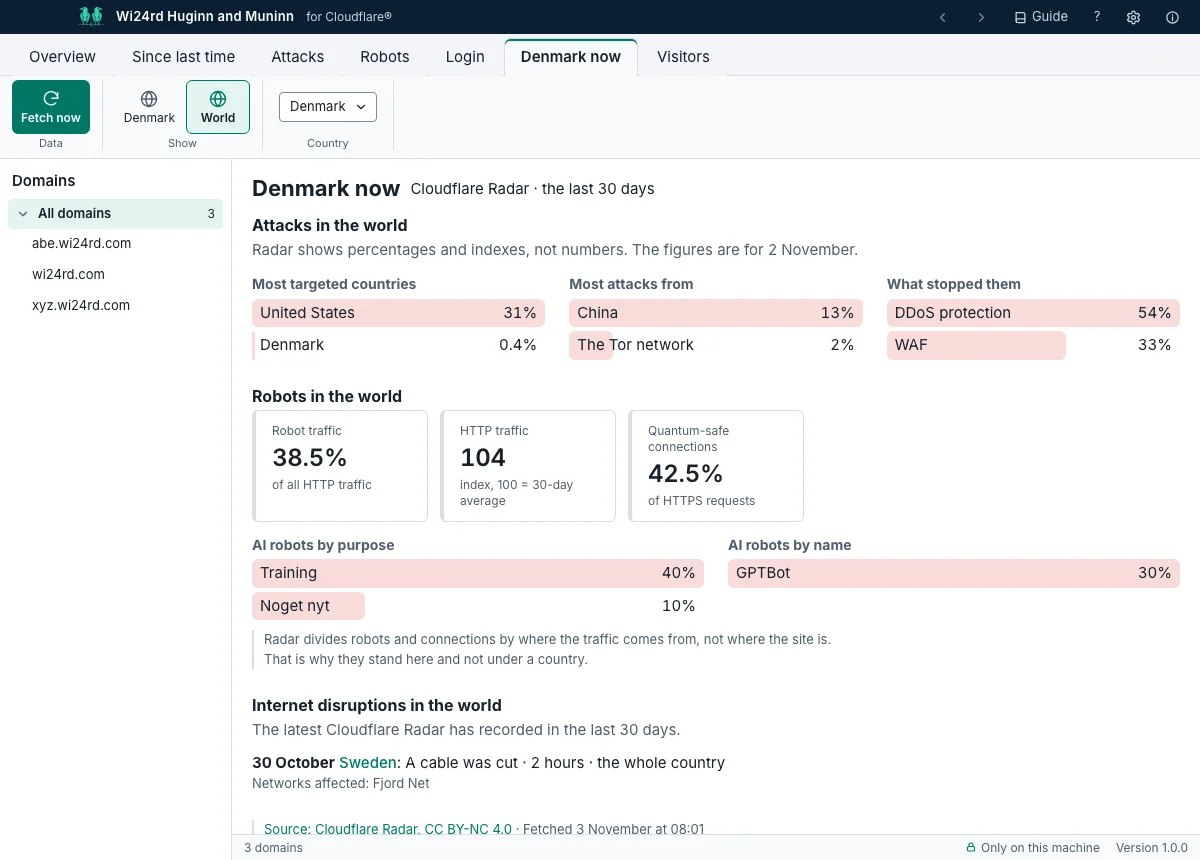 Wi24rd Huginn and Muninn for Cloudflare®
Guide ?
Overview Since last time Attacks Robots Login Denmark now Visitors
Fetch now
Data
Denmark World
Show
Denmark
Country
Domains
All domains 3
abe.wi24rd.com
wi24rd.com
xyz.wi24rd.com
Denmark now Cloudflare Radar · the last 30 days
Attacks in the world
Radar shows percentages and indexes, not numbers. The figures are for 2 November.
Most targeted countries
United States 31%
Denmark 0.4%
Most attacks from
China 13%
The Tor network 2%
What stopped them
DDoS protection 54%
WAF 33%
Robots in the world
Robot traffic
38.5%
of all HTTP traffic
HTTP traffic
104
index, 100 = 30-day
average
Quantum-safe
connections
42.5%
of HTTPS requests
AI robots by purpose
Training 40%
Noget nyt 10%
AI robots by name
GPTBot 30%
Radar divides robots and connections by where the traffic comes from, not where the site is.
That is why they stand here and not under a country.
Internet disruptions in the world
The latest Cloudflare Radar has recorded in the last 30 days.
30 October Sweden: A cable was cut · 2 hours · the whole country
Networks affected: Fjord Net
Source: Cloudflare Radar, CC BY-NC 4.0 · Fetched 3 November at 08:01
3 domains
Only on this machine Version 1.0.0